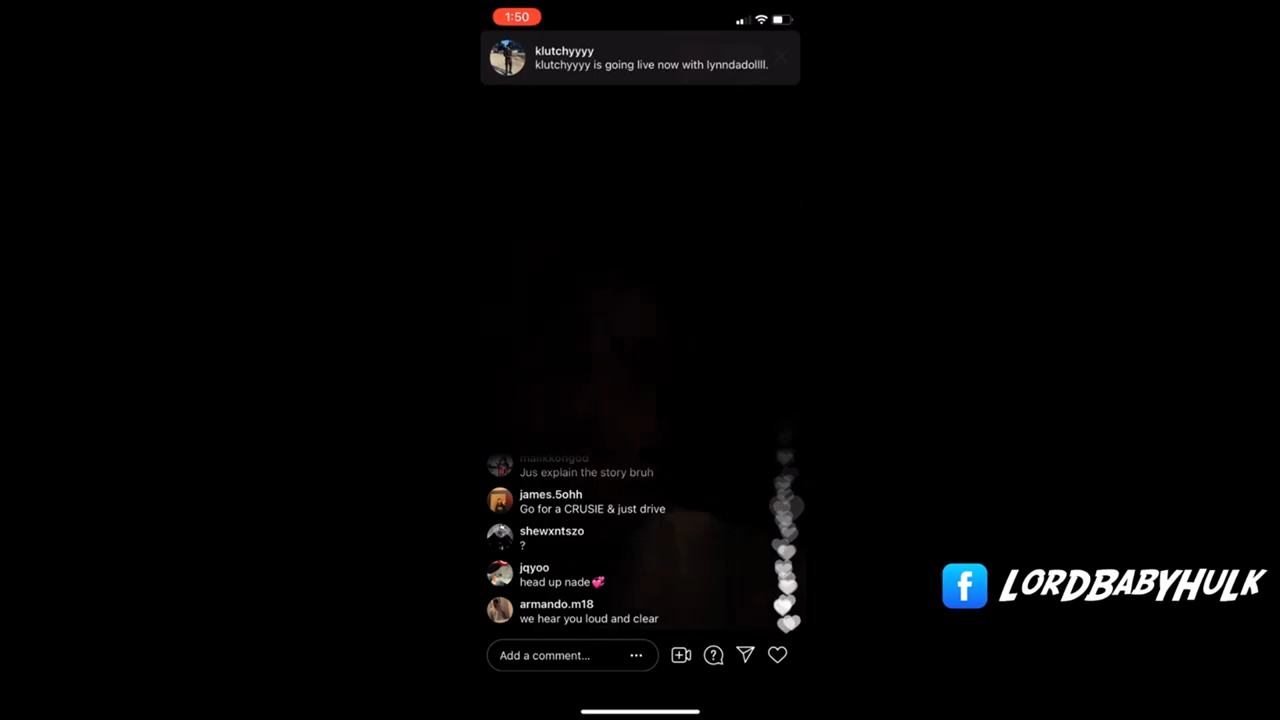 1:50
klutchyyyy
klutchyyyy is going live now with lynndadollll.
malikkongod
Jus explain the story bruh
james.5ohh
Go for a CRUSIE & just drive
shewxntszo
?
jqyoo
head up nade💞
armando.m18
we hear you loud and clear
Add a comment...
f LORDBABYHULK